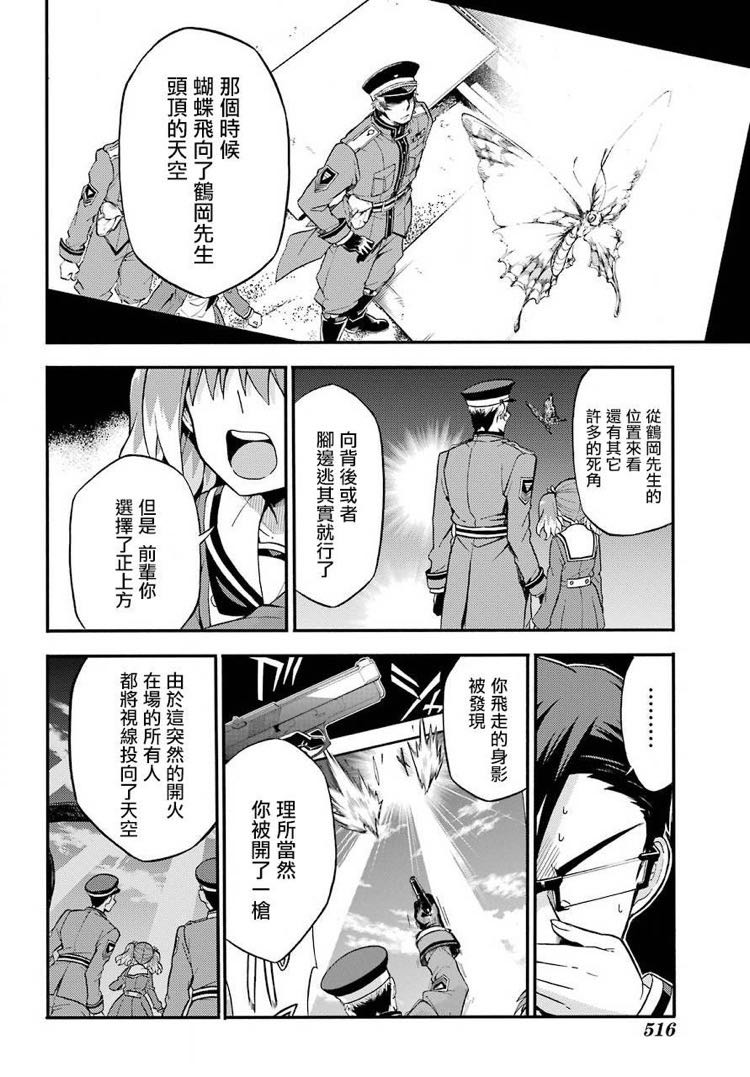 那個時候
蝴蝶飛向了鶴岡先生
頭頂的天空
從鶴岡先生的
位置來看
還有其它
許多的死角
向背後或者
腳邊逃其實就行了
但是 前輩你
選擇了正上方
………
你飛走的身影
被發現
理所當然
你被開了一槍
由於這突然的開火
在場的所有人
都將視線投向了天空
516